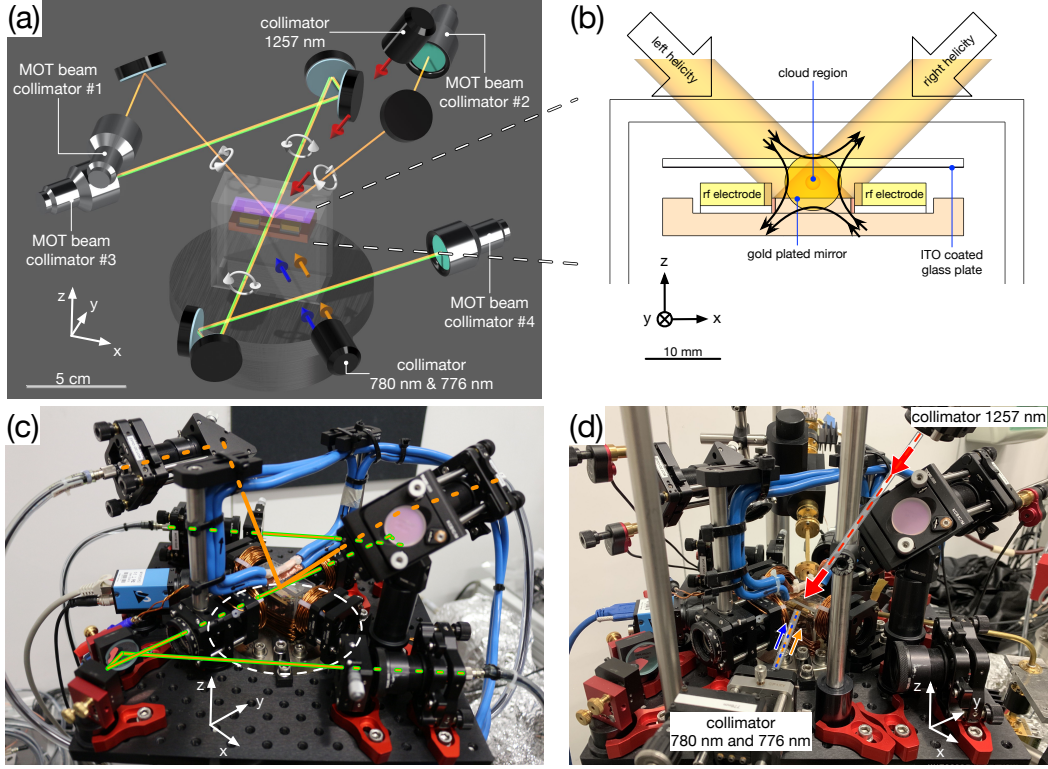 (a)
collimator
1257 nm
MOT beam
collimator #1
MOT beam
collimator #2
MOT beam
collimator #3
MOT beam
collimator #4
z
y
x
5 cm
collimator
780 nm & 776 nm
(b)
left helicity
right helicity
cloud region
rf electrode
rf electrode
gold plated mirror
ITO coated
glass plate
z
y
x
10 mm
(c)
z
y
x
(d)
collimator 1257 nm
collimator
780 nm and 776 nm
z
y
x